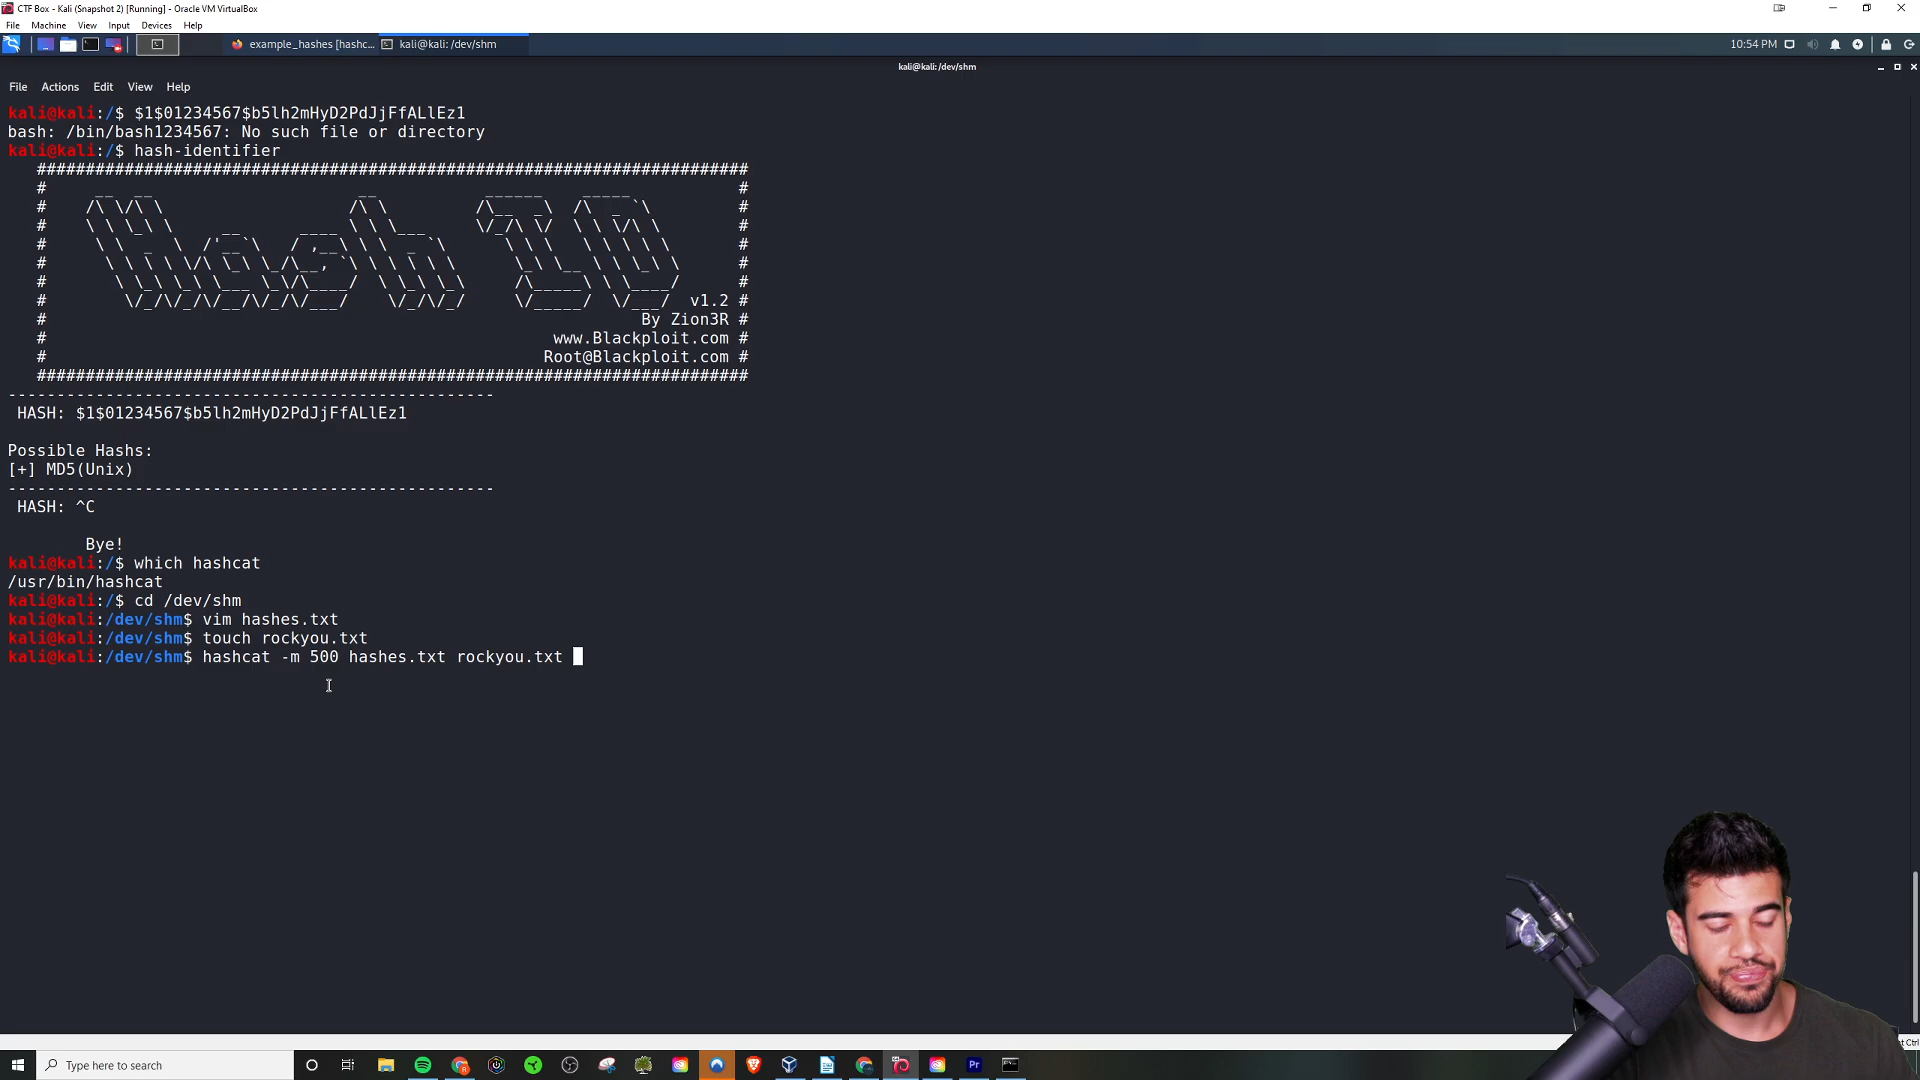 CTF Box - Kali (Snapshot 2) [Running] - Oracle VM VirtualBox
File Machine View Input Devices Help
example_hashes [hashc... kali@kali: /dev/shm 10:54 PM
kali@kali: /dev/shm
File Actions Edit View Help
kali@kali:/$ $1$01234567$b5lh2mHyD2PdJjFfALlEz1
bash: /bin/bash1234567: No such file or directory
kali@kali:/$ hash-identifier
#########################################################################
v1.2 #
By Zion3R #
www.Blackploit.com #
Root@Blackploit.com #
#########################################################################
--------------------------------------------------
HASH: $1$01234567$b5lh2mHyD2PdJjFfALlEz1
Possible Hashs:
[+] MD5(Unix)
--------------------------------------------------
HASH: ^C
Bye!
kali@kali:/$ which hashcat
/usr/bin/hashcat
kali@kali:/$ cd /dev/shm
kali@kali:/dev/shm$ vim hashes.txt
kali@kali:/dev/shm$ touch rockyou.txt
kali@kali:/dev/shm$ hashcat -m 500 hashes.txt rockyou.txt
Type here to search